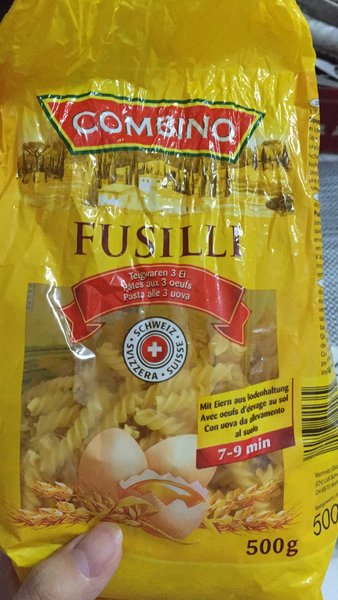 COMBINO
FUSILLI
Teigwaren 3 Ei
Pâtes aux 3 oeufs
Pasta alle 3 uova
SCHWEIZ
SUISSE
SVIZZERA
Mit Eiern aus Bodenhaltung
Avec oeufs d'élevage au sol
Con uova da allevamento
al suolo
7-9 min
500g
500